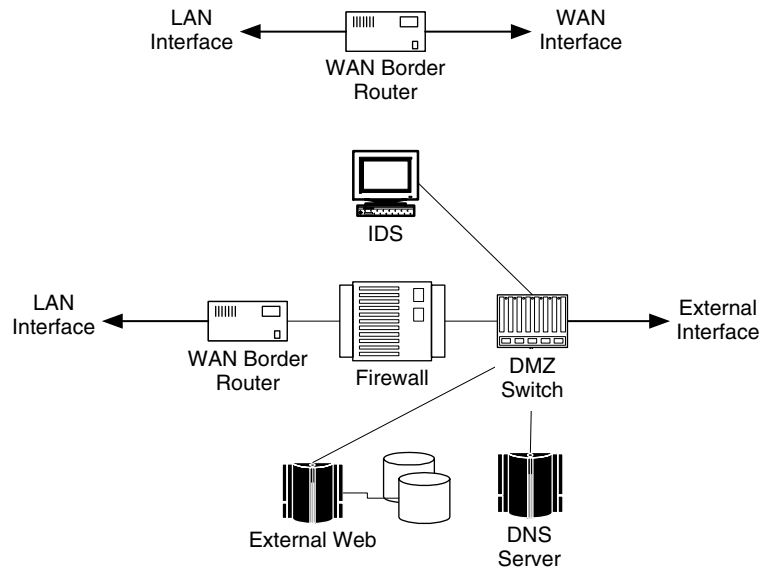 LAN
Interface
WAN
Interface
WAN Border
Router
IDS
LAN
Interface
External
Interface
WAN Border
Router
Firewall
DMZ
Switch
External Web
DNS
Server